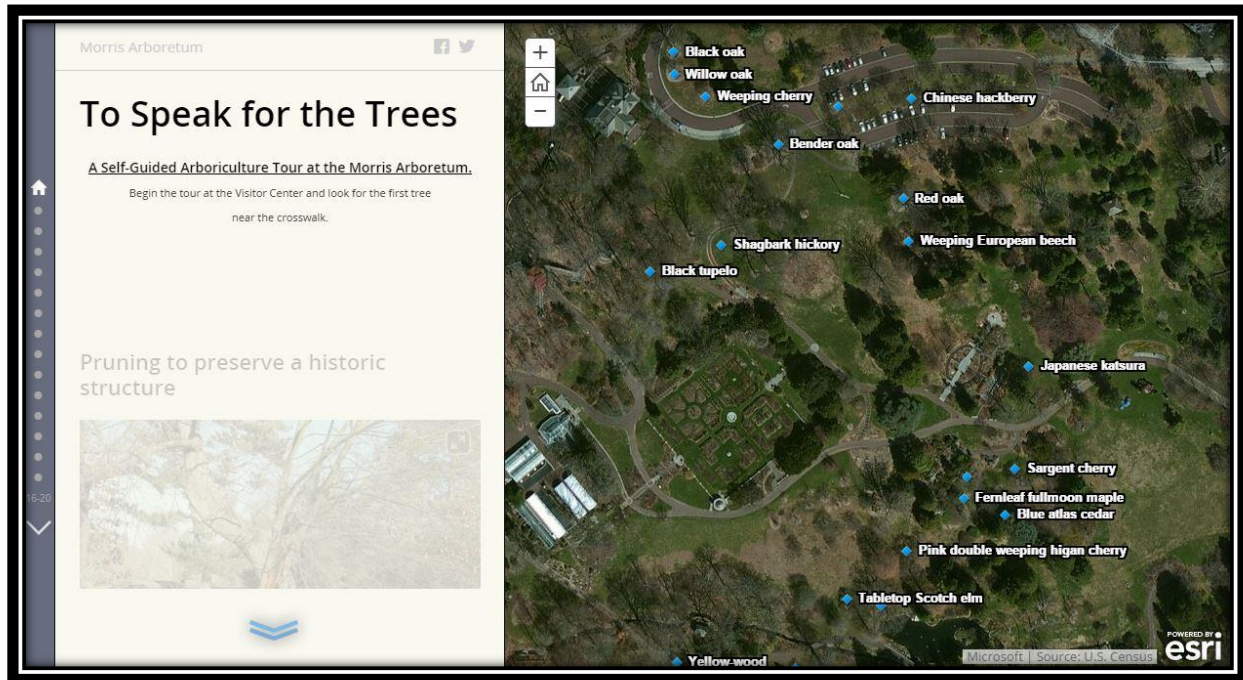 Morris Arboretum
To Speak for the Trees
A Self-Guided Arboriculture Tour at the Morris Arboretum.
Begin the tour at the Visitor Center and look for the first tree
near the crosswalk.
Pruning to preserve a historic
structure
16-20
+
−
Black oak
Willow oak
Weeping cherry
Chinese hackberry
Bender oak
Red oak
Weeping European beech
Shagbark hickory
Black tupelo
Japanese katsura
Sargent cherry
Fernleaf fullmoon maple
Blue atlas cedar
Pink double weeping higan cherry
Tabletop Scotch elm
Yellow-wood
Microsoft | Source: U.S. Census
POWERED BY
esri